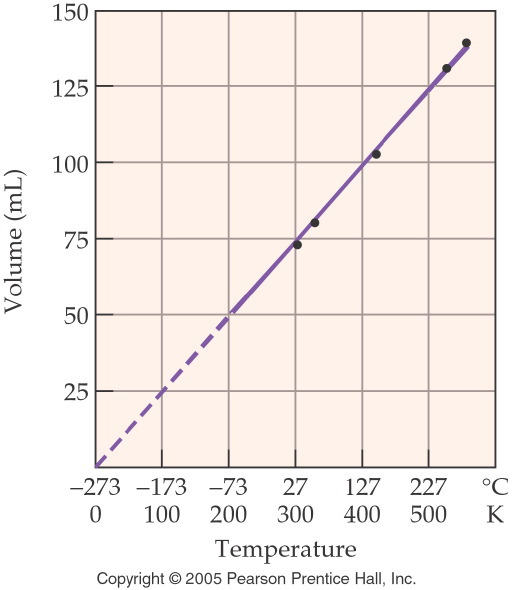 150
125
100
75
50
25
Volume (mL)
−273 −173 −73 27 127 227 °C
0 100 200 300 400 500 K
Temperature
Copyright © 2005 Pearson Prentice Hall, Inc.